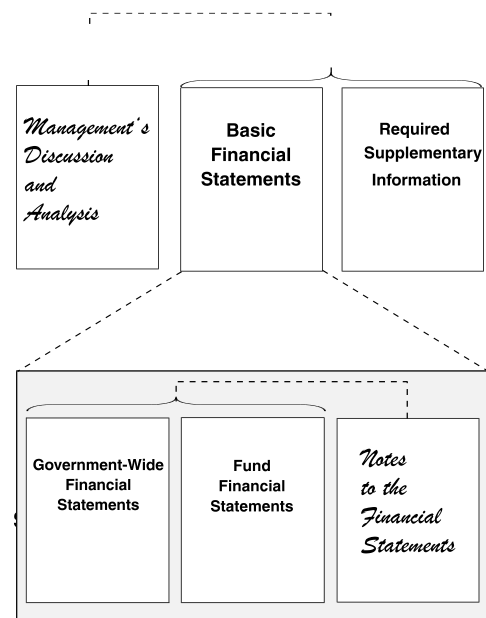 Management's
Discussion
and
Analysis
Basic
Financial
Statements
Required
Supplementary
Information
Government-Wide
Financial
Statements
Fund
Financial
Statements
Notes
to the
Financial
Statements